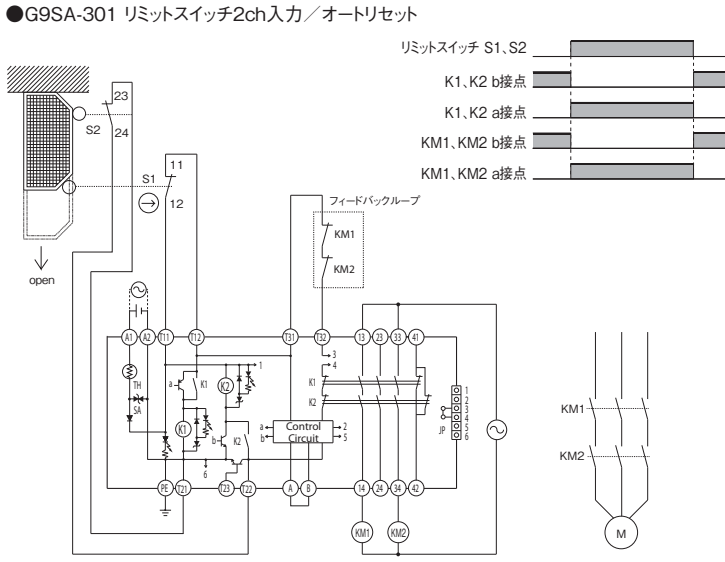 ●G9SA-301 リミットスイッチ2ch入力／オートリセット
リミットスイッチ S1、S2
K1、K2 b接点
K1、K2 a接点
KM1、KM2 b接点
KM1、KM2 a接点
23
S2
24
11
S1
12
open
フィードバックループ
KM1
KM2
A1 A2 T11 T12 T31 T32 13 23 33 41
TH
SA
a
K1
K2
1
3
4
K1
K2
K1
b
K2
6
a
b
Control
Circuit
2
5
JP
1
2
3
4
5
6
PE T21 T23 T22 A B 14 24 34 42
KM1 KM2
KM1
KM2
M